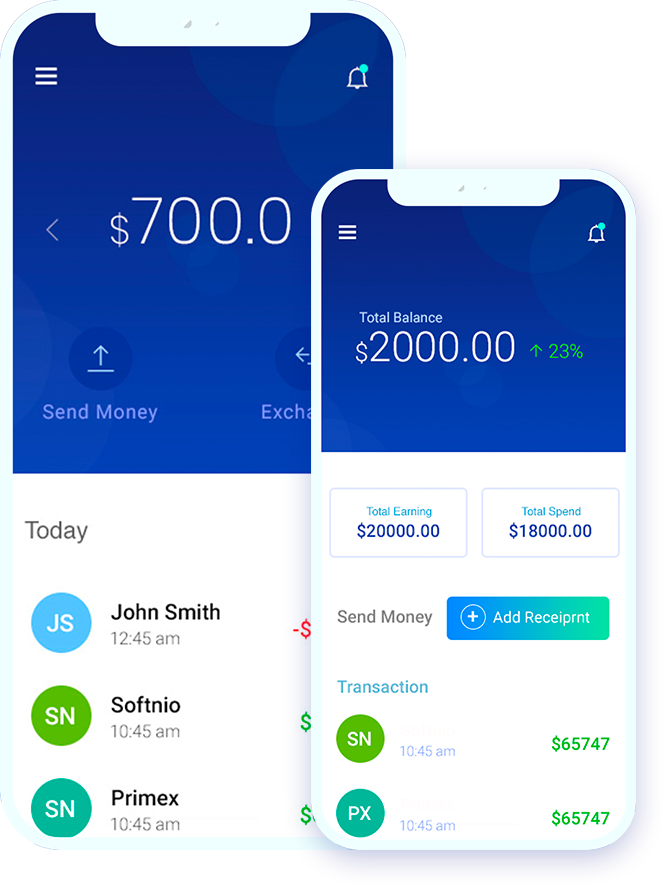 $700.0
Send Money
Excha
Today
JS
John Smith
12:45 am
-$
SN
Softnio
10:45 am
$
SN
Primex
10:45 am
$
Total Balance
$2000.00
↑ 23%
Total Earning
$20000.00
Total Spend
$18000.00
Send Money
Add Receiprnt
Transaction
SN
10:45 am
$65747
PX
10:45 am
$65747